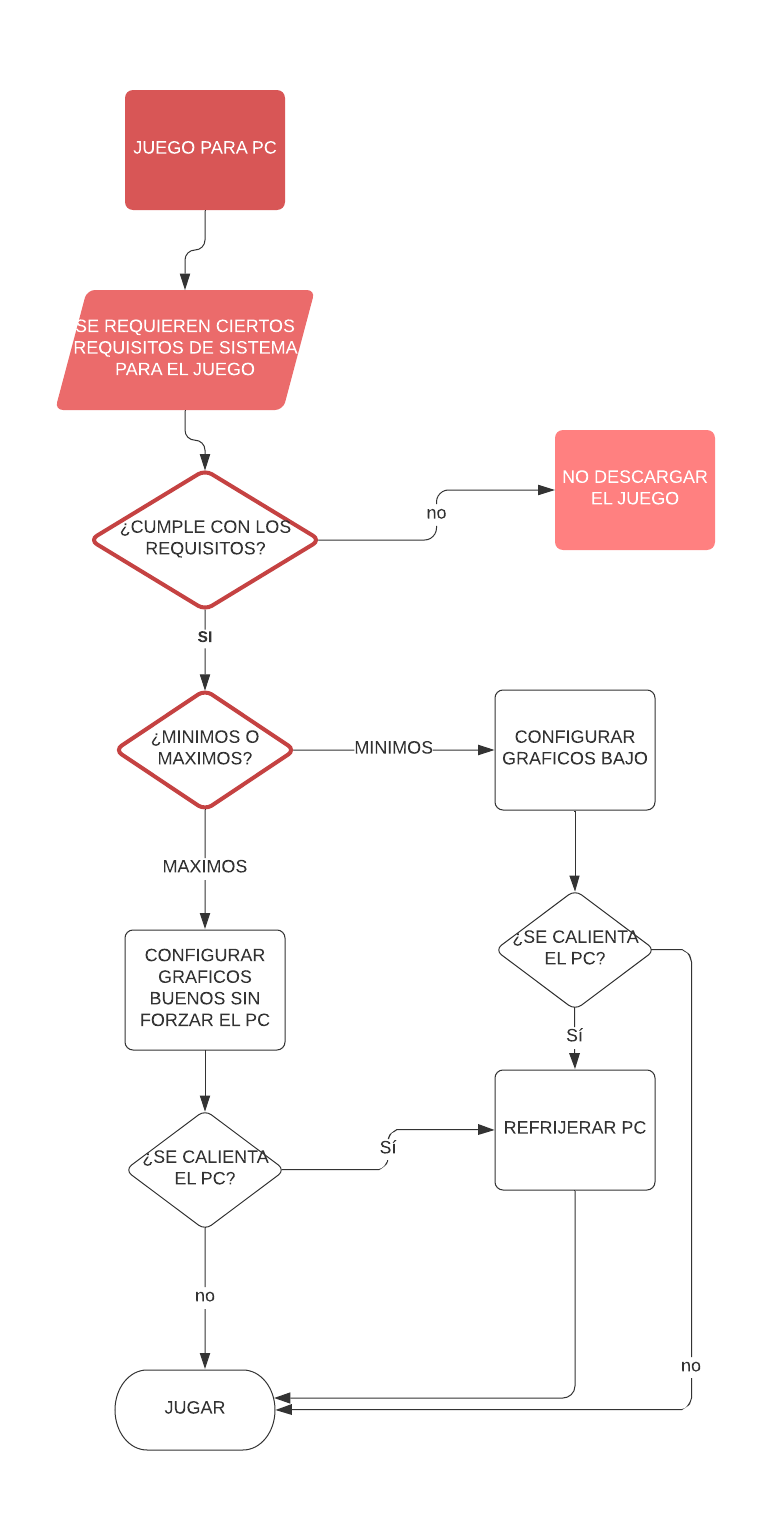 JUEGO PARA PC
SE REQUIEREN CIERTOS
REQUISITOS DE SISTEMA
PARA EL JUEGO
¿CUMPLE CON LOS
REQUISITOS?
no
NO DESCARGAR
EL JUEGO
SI
¿MINIMOS O
MAXIMOS?
MINIMOS
CONFIGURAR
GRAFICOS BAJO
MAXIMOS
CONFIGURAR
GRAFICOS
BUENOS SIN
FORZAR EL PC
¿SE CALIENTA
EL PC?
Sí
REFRIJERAR PC
¿SE CALIENTA
EL PC?
Sí
no
no
JUGAR